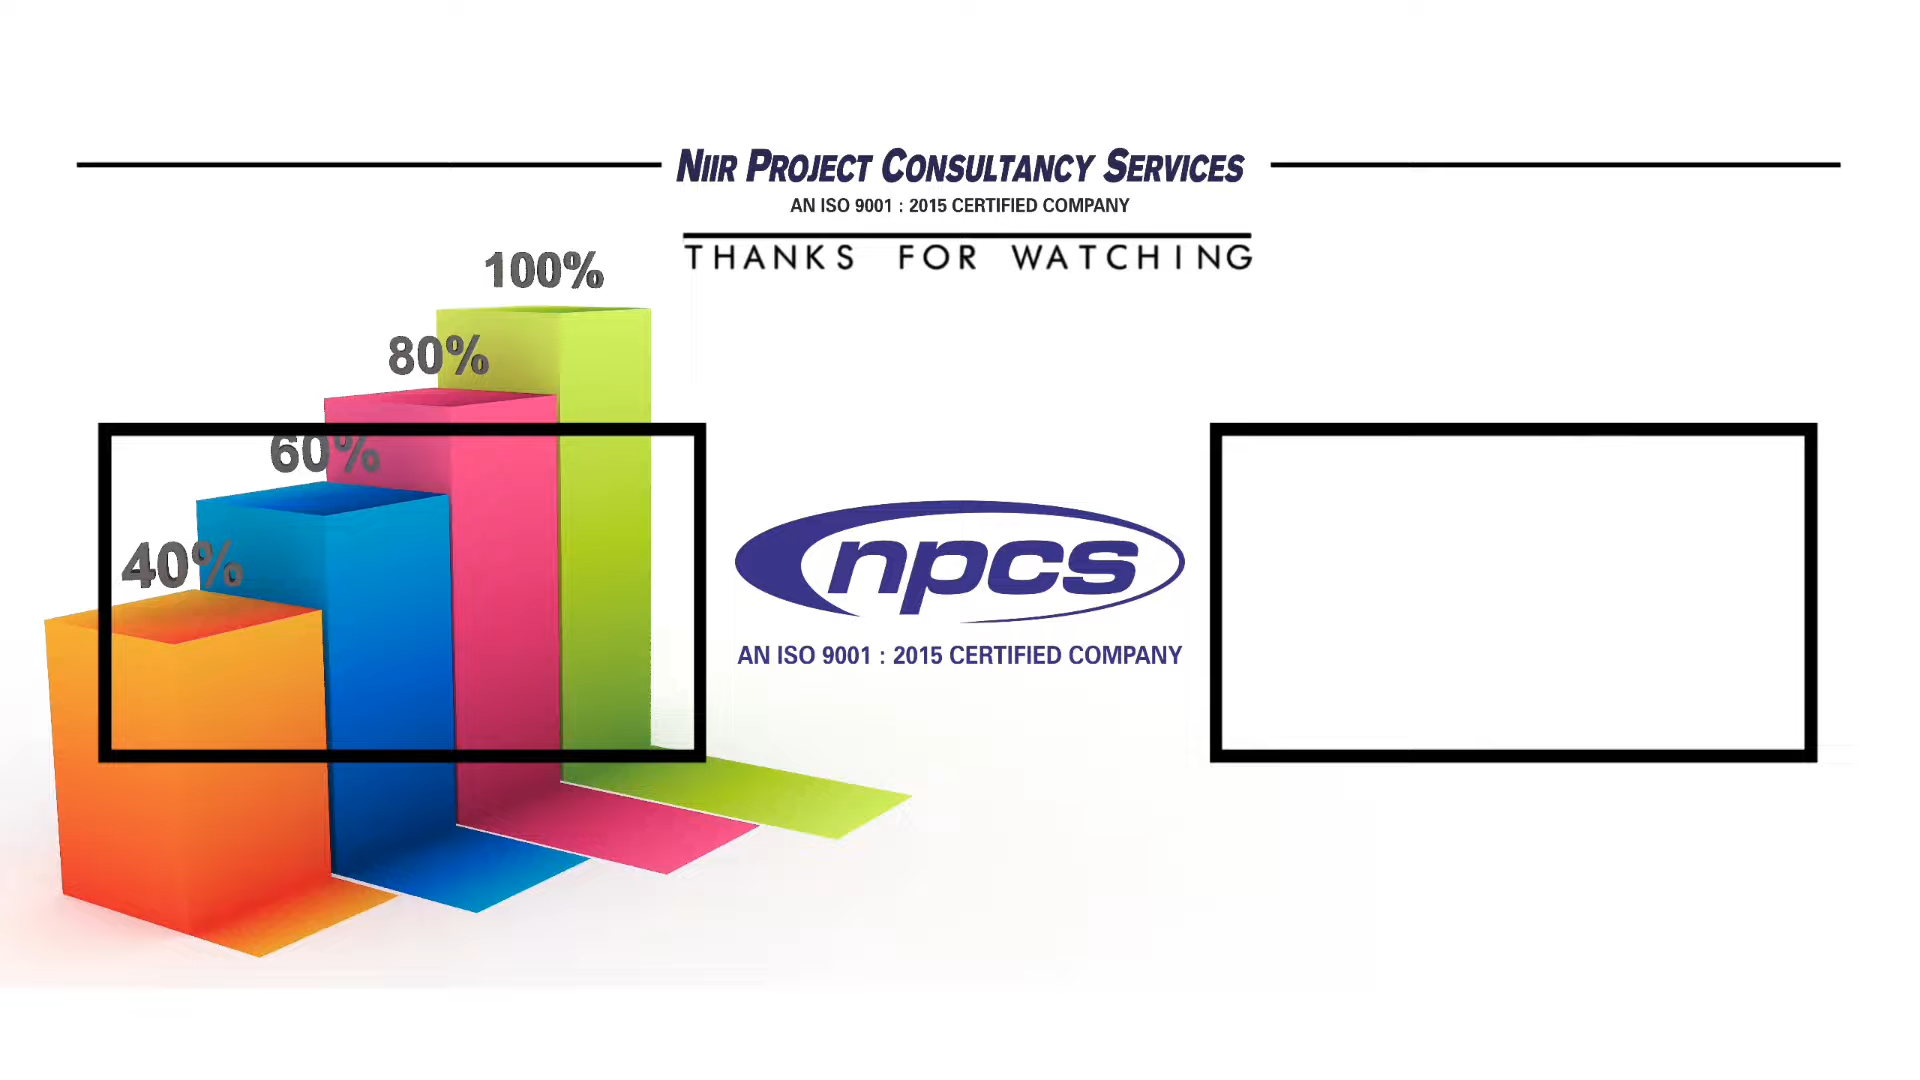 NIIR PROJECT CONSULTANCY SERVICES
AN ISO 9001 : 2015 CERTIFIED COMPANY
THANKS FOR WATCHING
100%
80%
60%
40%
npcs
AN ISO 9001 : 2015 CERTIFIED COMPANY